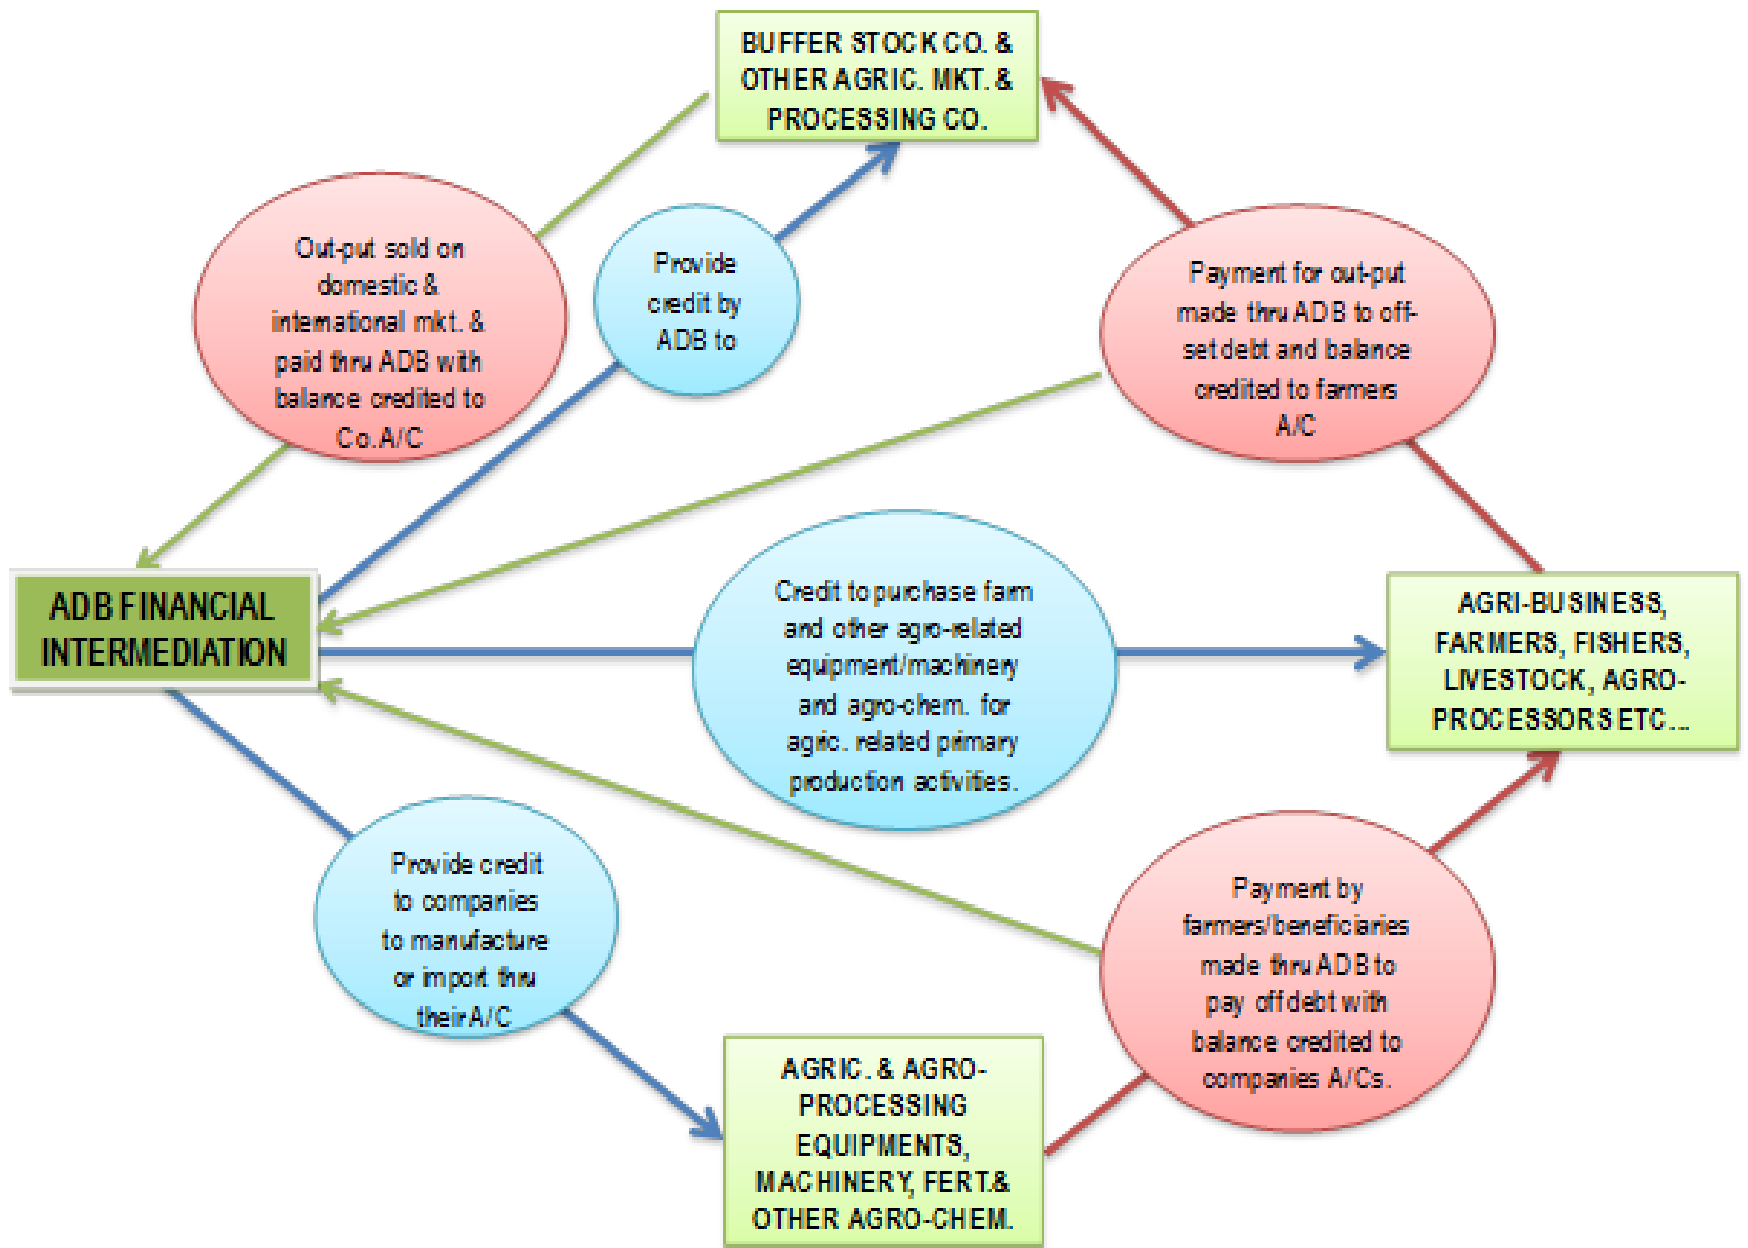 BUFFER STOCK CO. &
OTHER AGRIC. MKT. &
PROCESSING CO.
Out-put sold on
domestic &
international mkt. &
paid thru ADB with
balance credited to
Co.A/C
Provide
credit by
ADB to
Payment for out-put
made thru ADB to off-
set debt and balance
credited to farmers
A/C
ADB FINANCIAL
INTERMEDIATION
Credit to purchase farm
and other agro-related
equipment/machinery
and agro-chem. for
agric. related primary
production activities.
AGRI-BUSINESS,
FARMERS, FISHERS,
LIVESTOCK, AGRO-
PROCESSORS ETC...
Provide credit
to companies
to manufacture
or import thru
their A/C
Payment by
farmers/beneficiaries
made thru ADB to
pay off debt with
balance credited to
companies A/Cs.
AGRIC. & AGRO-
PROCESSING
EQUIPMENTS,
MACHINERY, FERT.&
OTHER AGRO-CHEM.